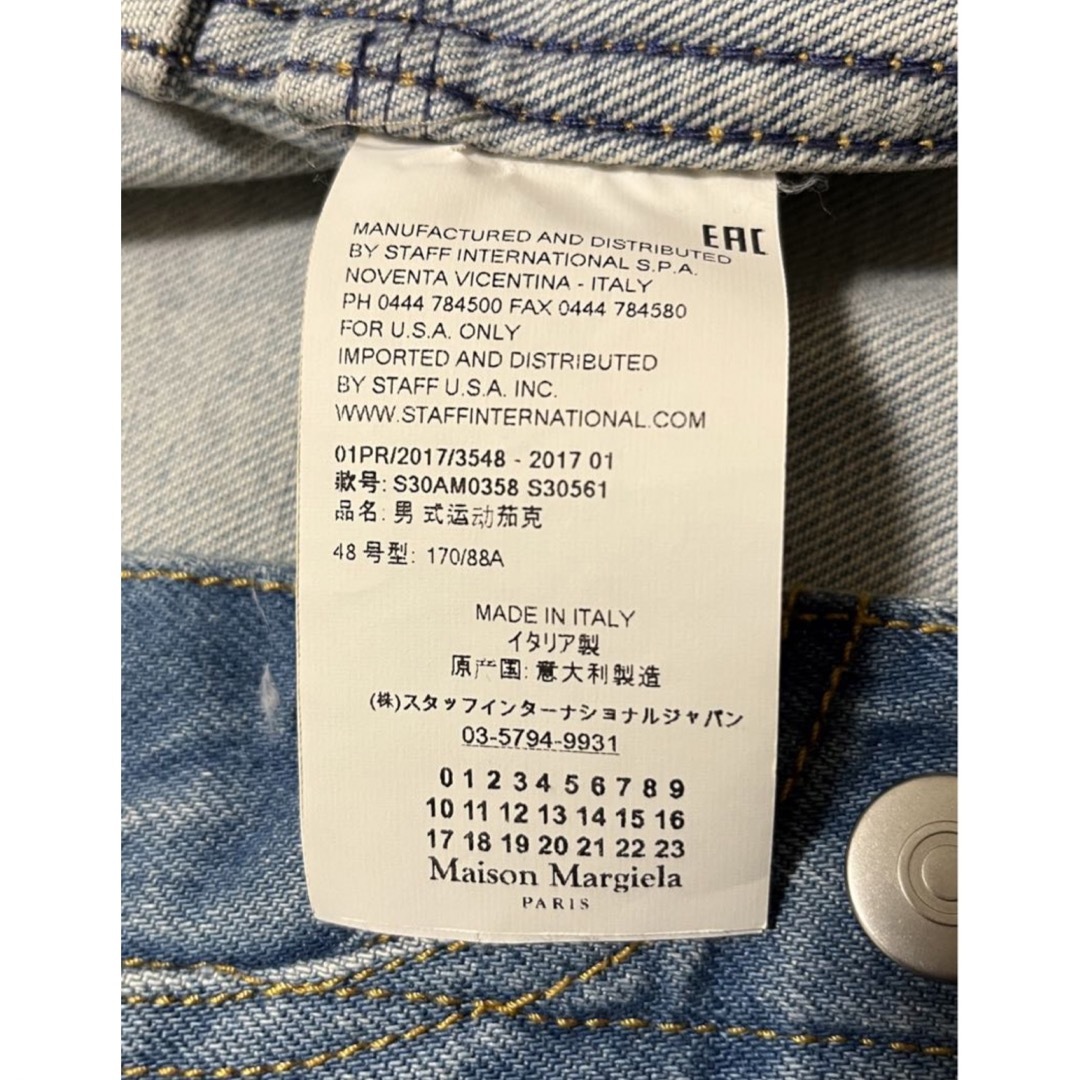 EAC
MANUFACTURED AND DISTRIBUTED
BY STAFF INTERNATIONAL S.P.A.
NOVENTA VICENTINA - ITALY
PH 0444 784500 FAX 0444 784580
FOR U.S.A. ONLY
IMPORTED AND DISTRIBUTED
BY STAFF U.S.A. INC.
WWW.STAFFINTERNATIONAL.COM
01PR/2017/3548 - 2017 01
款号: S30AM0358 S30561
品名: 男 式运动茄克
48 号型: 170/88A
MADE IN ITALY
イタリア製
原产国: 意大利製造
(株)スタッフインターナショナルジャパン
03-5794-9931
0 1 2 3 4 5 6 7 8 9
10 11 12 13 14 15 16
17 18 19 20 21 22 23
Maison Margiela
PARIS